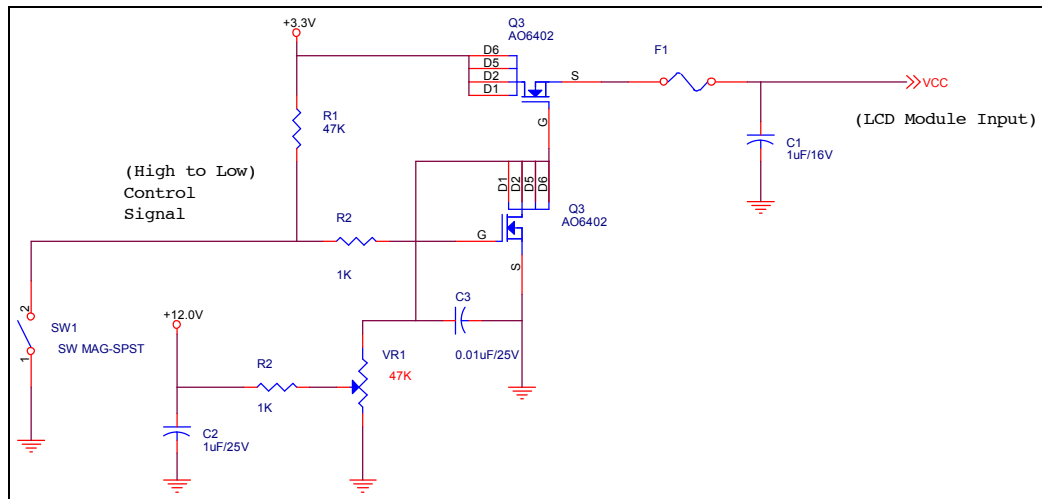 Q3
AO6402
+3.3V
D6
D5
D2
D1
S
G
F1
VCC
(LCD Module Input)
R1
47K
C1
1uF/16V
(High to Low)
Control
Signal
D1
D2
D5
D6
Q3
AO6402
R2
1K
G
S
2
1
SW1
SW MAG-SPST
+12.0V
C3
0.01uF/25V
VR1
47K
R2
1K
C2
1uF/25V